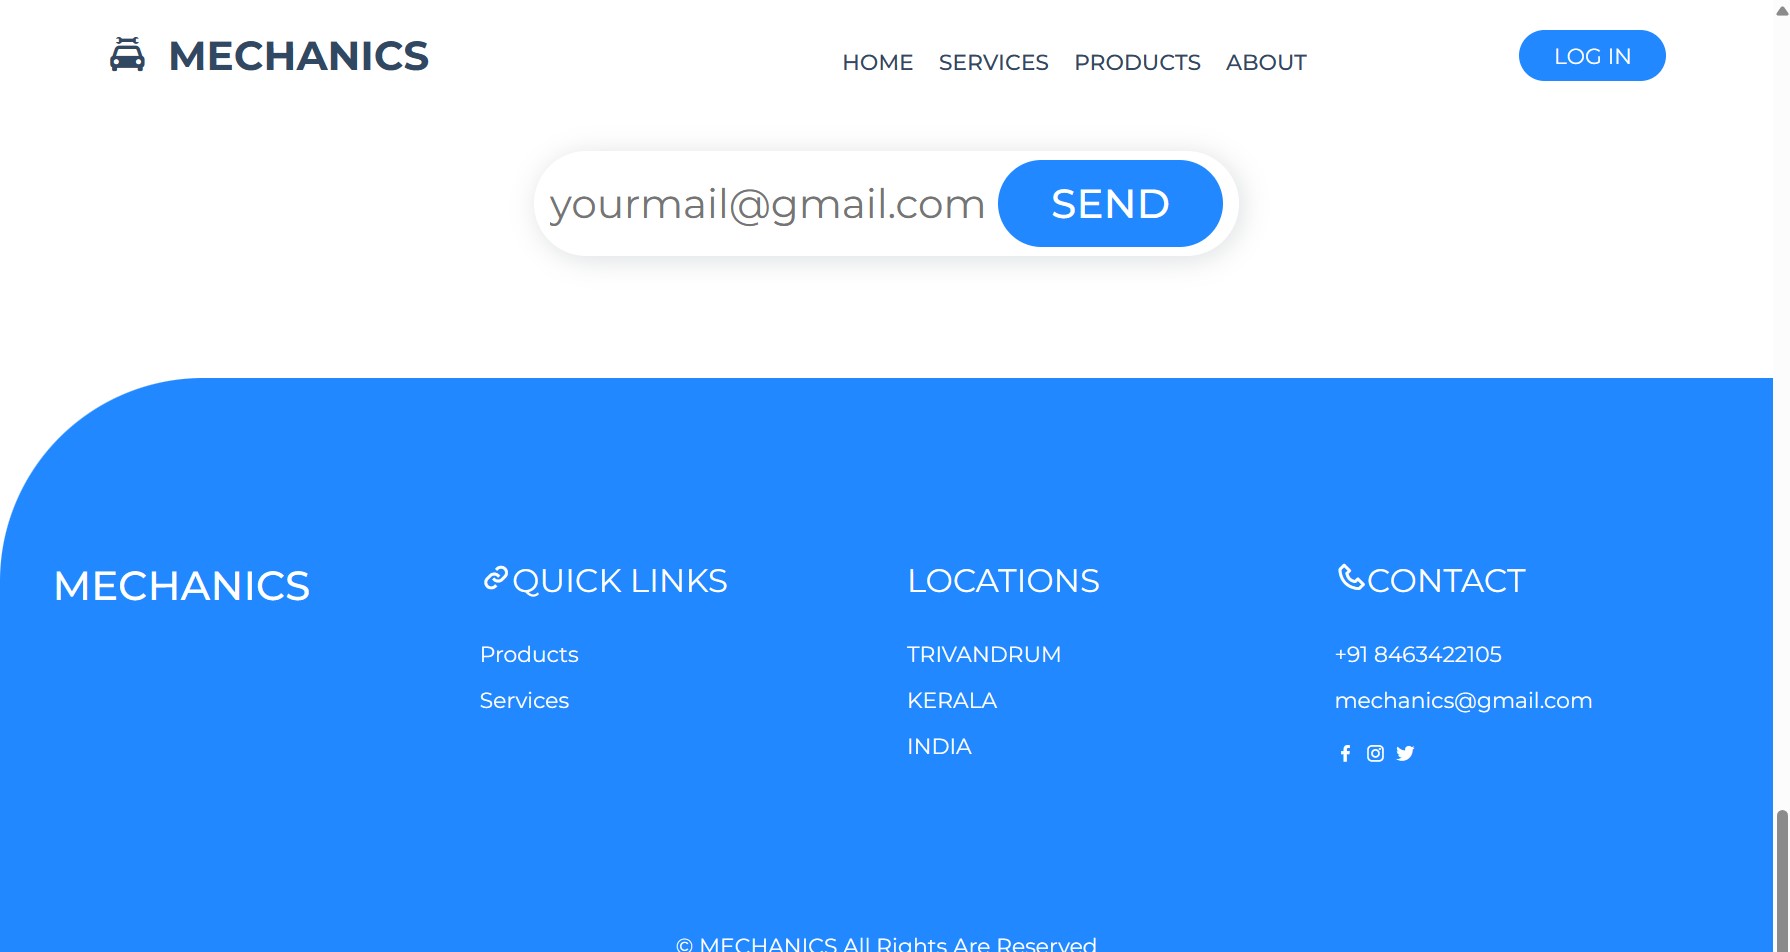 MECHANICS
HOME SERVICES PRODUCTS ABOUT
LOG IN
yourmail@gmail.com SEND
MECHANICS
QUICK LINKS
Products
Services
LOCATIONS
TRIVANDRUM
KERALA
INDIA
CONTACT
+91 8463422105
mechanics@gmail.com
© MECHANICS All Rights Are Reserved